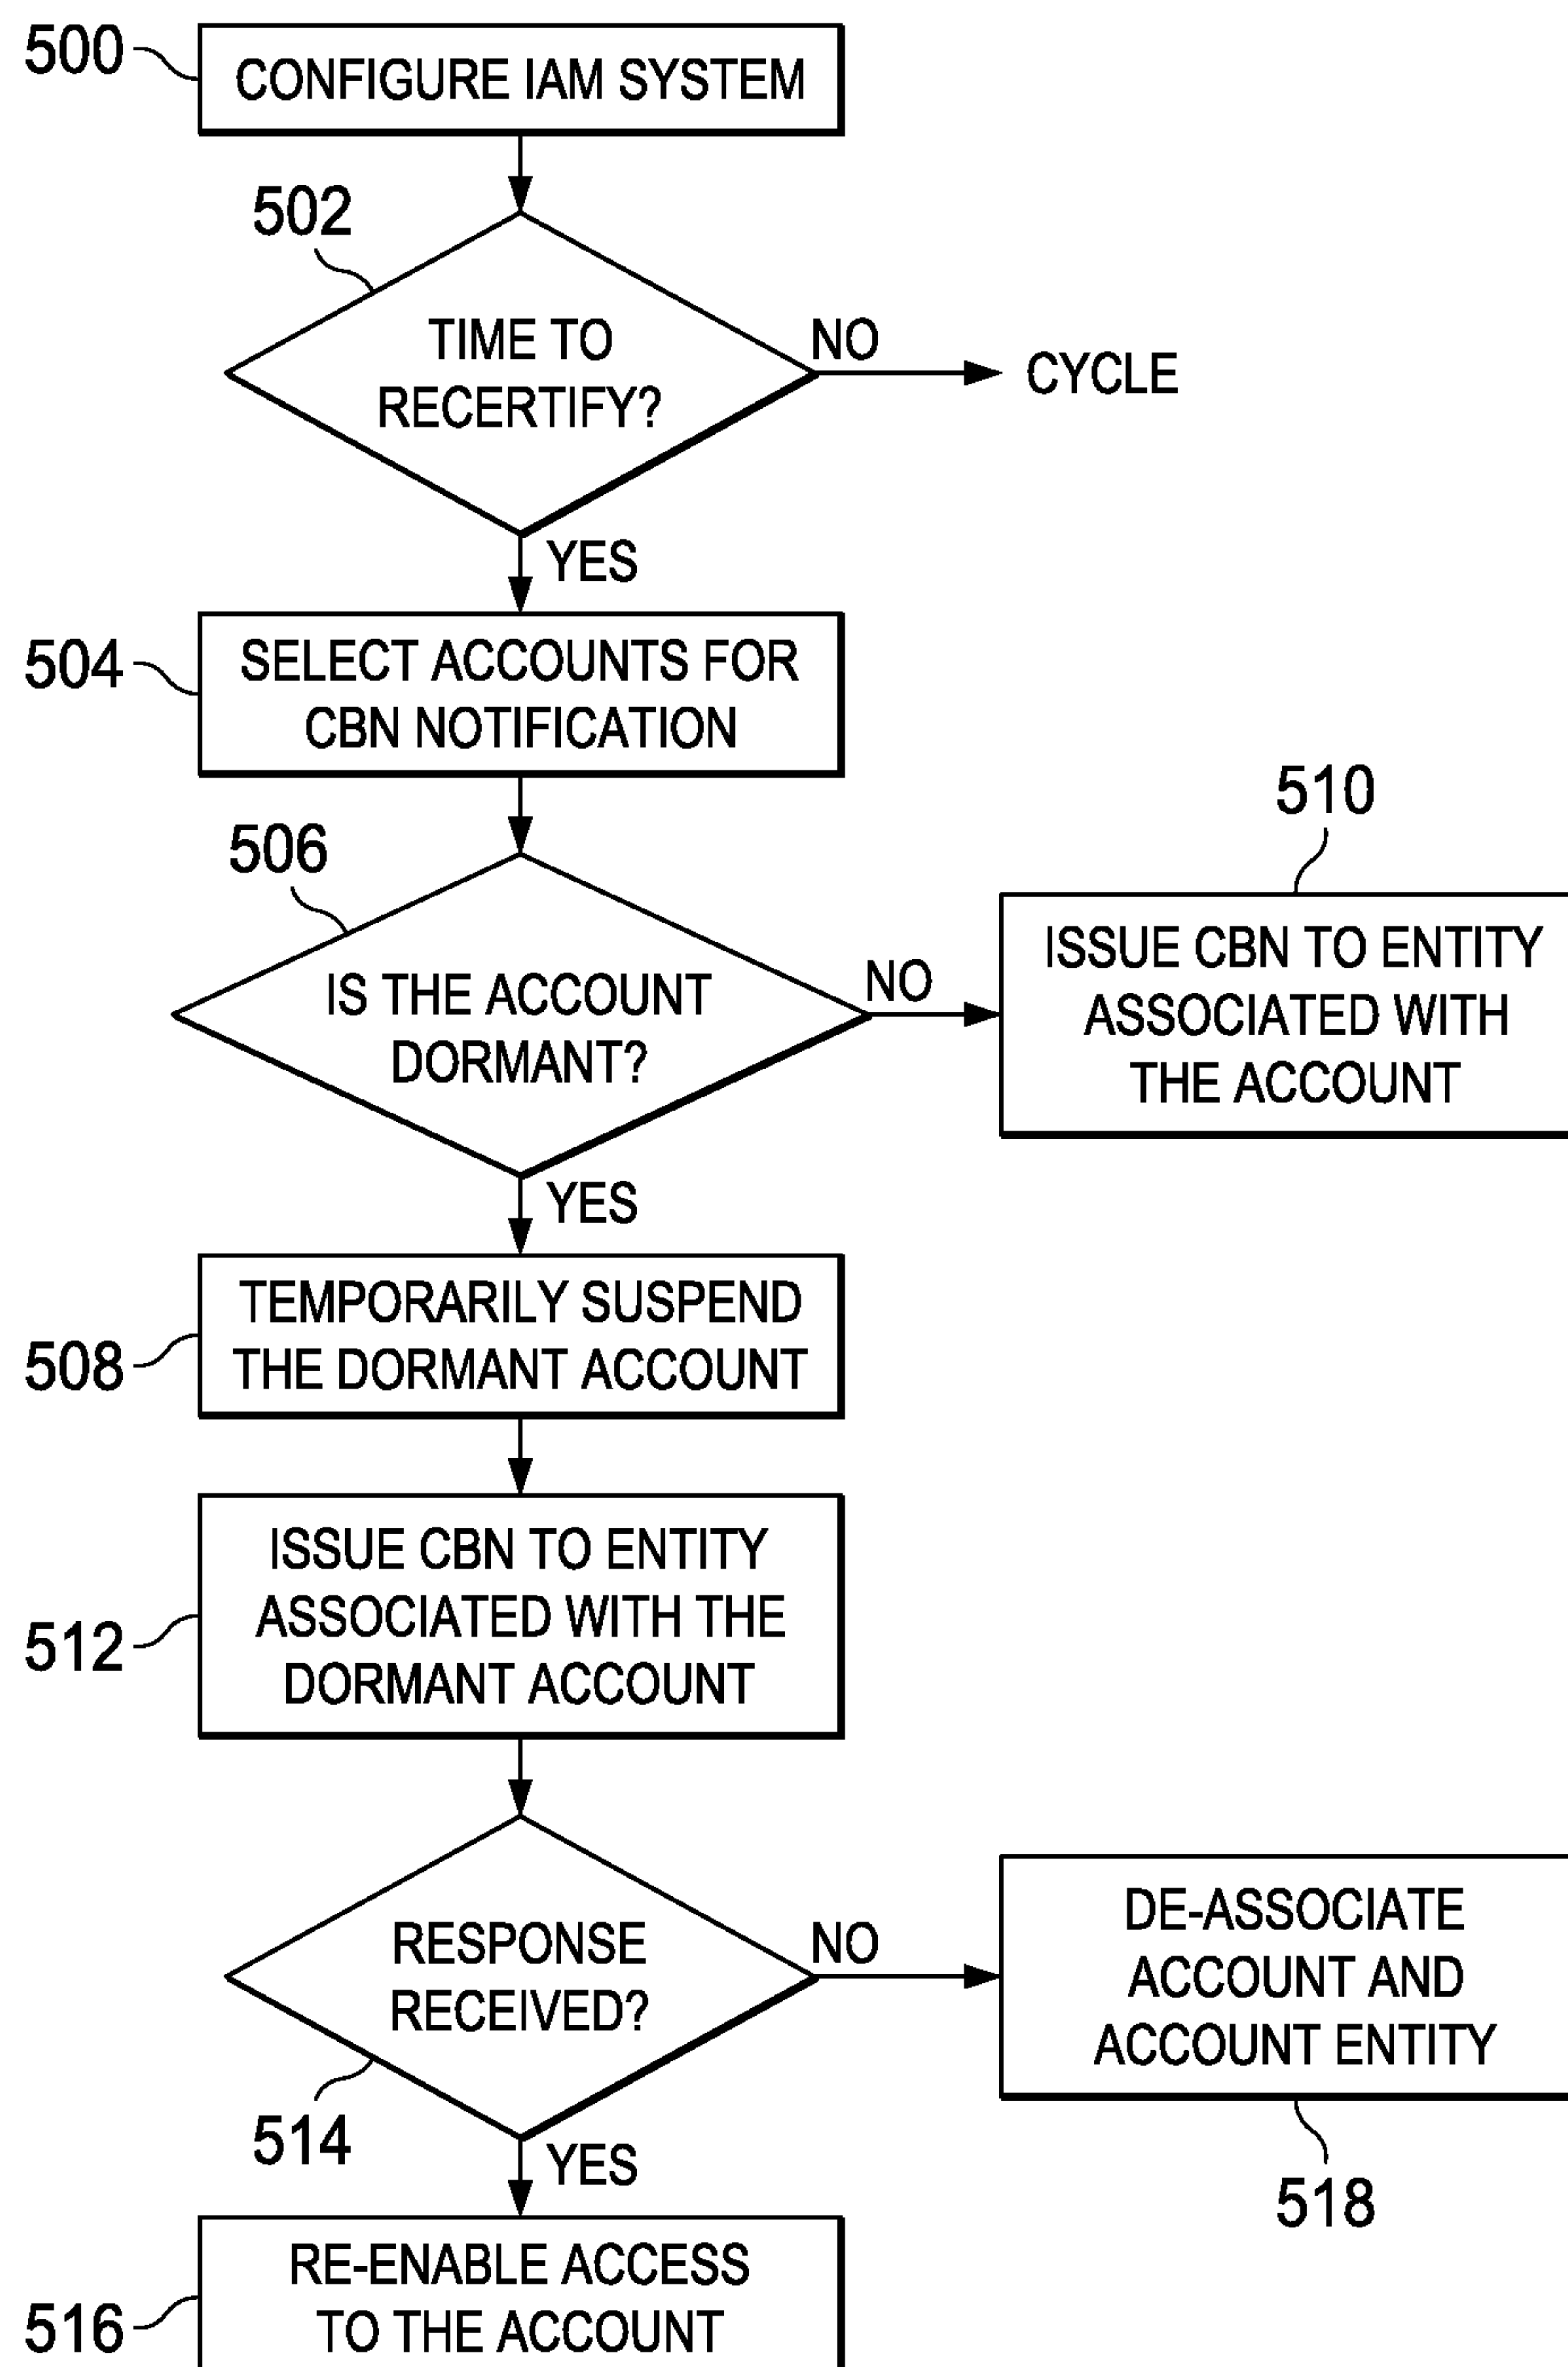 500
CONFIGURE IAM SYSTEM
502
TIME TO
RECERTIFY?
NO
CYCLE
YES
504
SELECT ACCOUNTS FOR
CBN NOTIFICATION
506
IS THE ACCOUNT
DORMANT?
NO
510
ISSUE CBN TO ENTITY
ASSOCIATED WITH
THE ACCOUNT
YES
508
TEMPORARILY SUSPEND
THE DORMANT ACCOUNT
512
ISSUE CBN TO ENTITY
ASSOCIATED WITH THE
DORMANT ACCOUNT
514
RESPONSE
RECEIVED?
NO
DE-ASSOCIATE
ACCOUNT AND
ACCOUNT ENTITY
518
YES
516
RE-ENABLE ACCESS
TO THE ACCOUNT